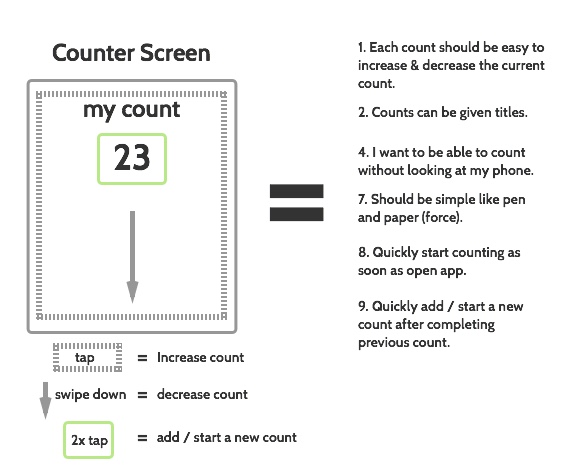 Counter Screen
my count
23
tap = Increase count
swipe down = decrease count
2x tap = add / start a new count
1. Each count should be easy to
increase & decrease the current
count.
2. Counts can be given titles.
4. I want to be able to count
without looking at my phone.
7. Should be simple like pen
and paper (force).
8. Quickly start counting as
soon as open app.
9. Quickly add / start a new
count after completing
previous count.